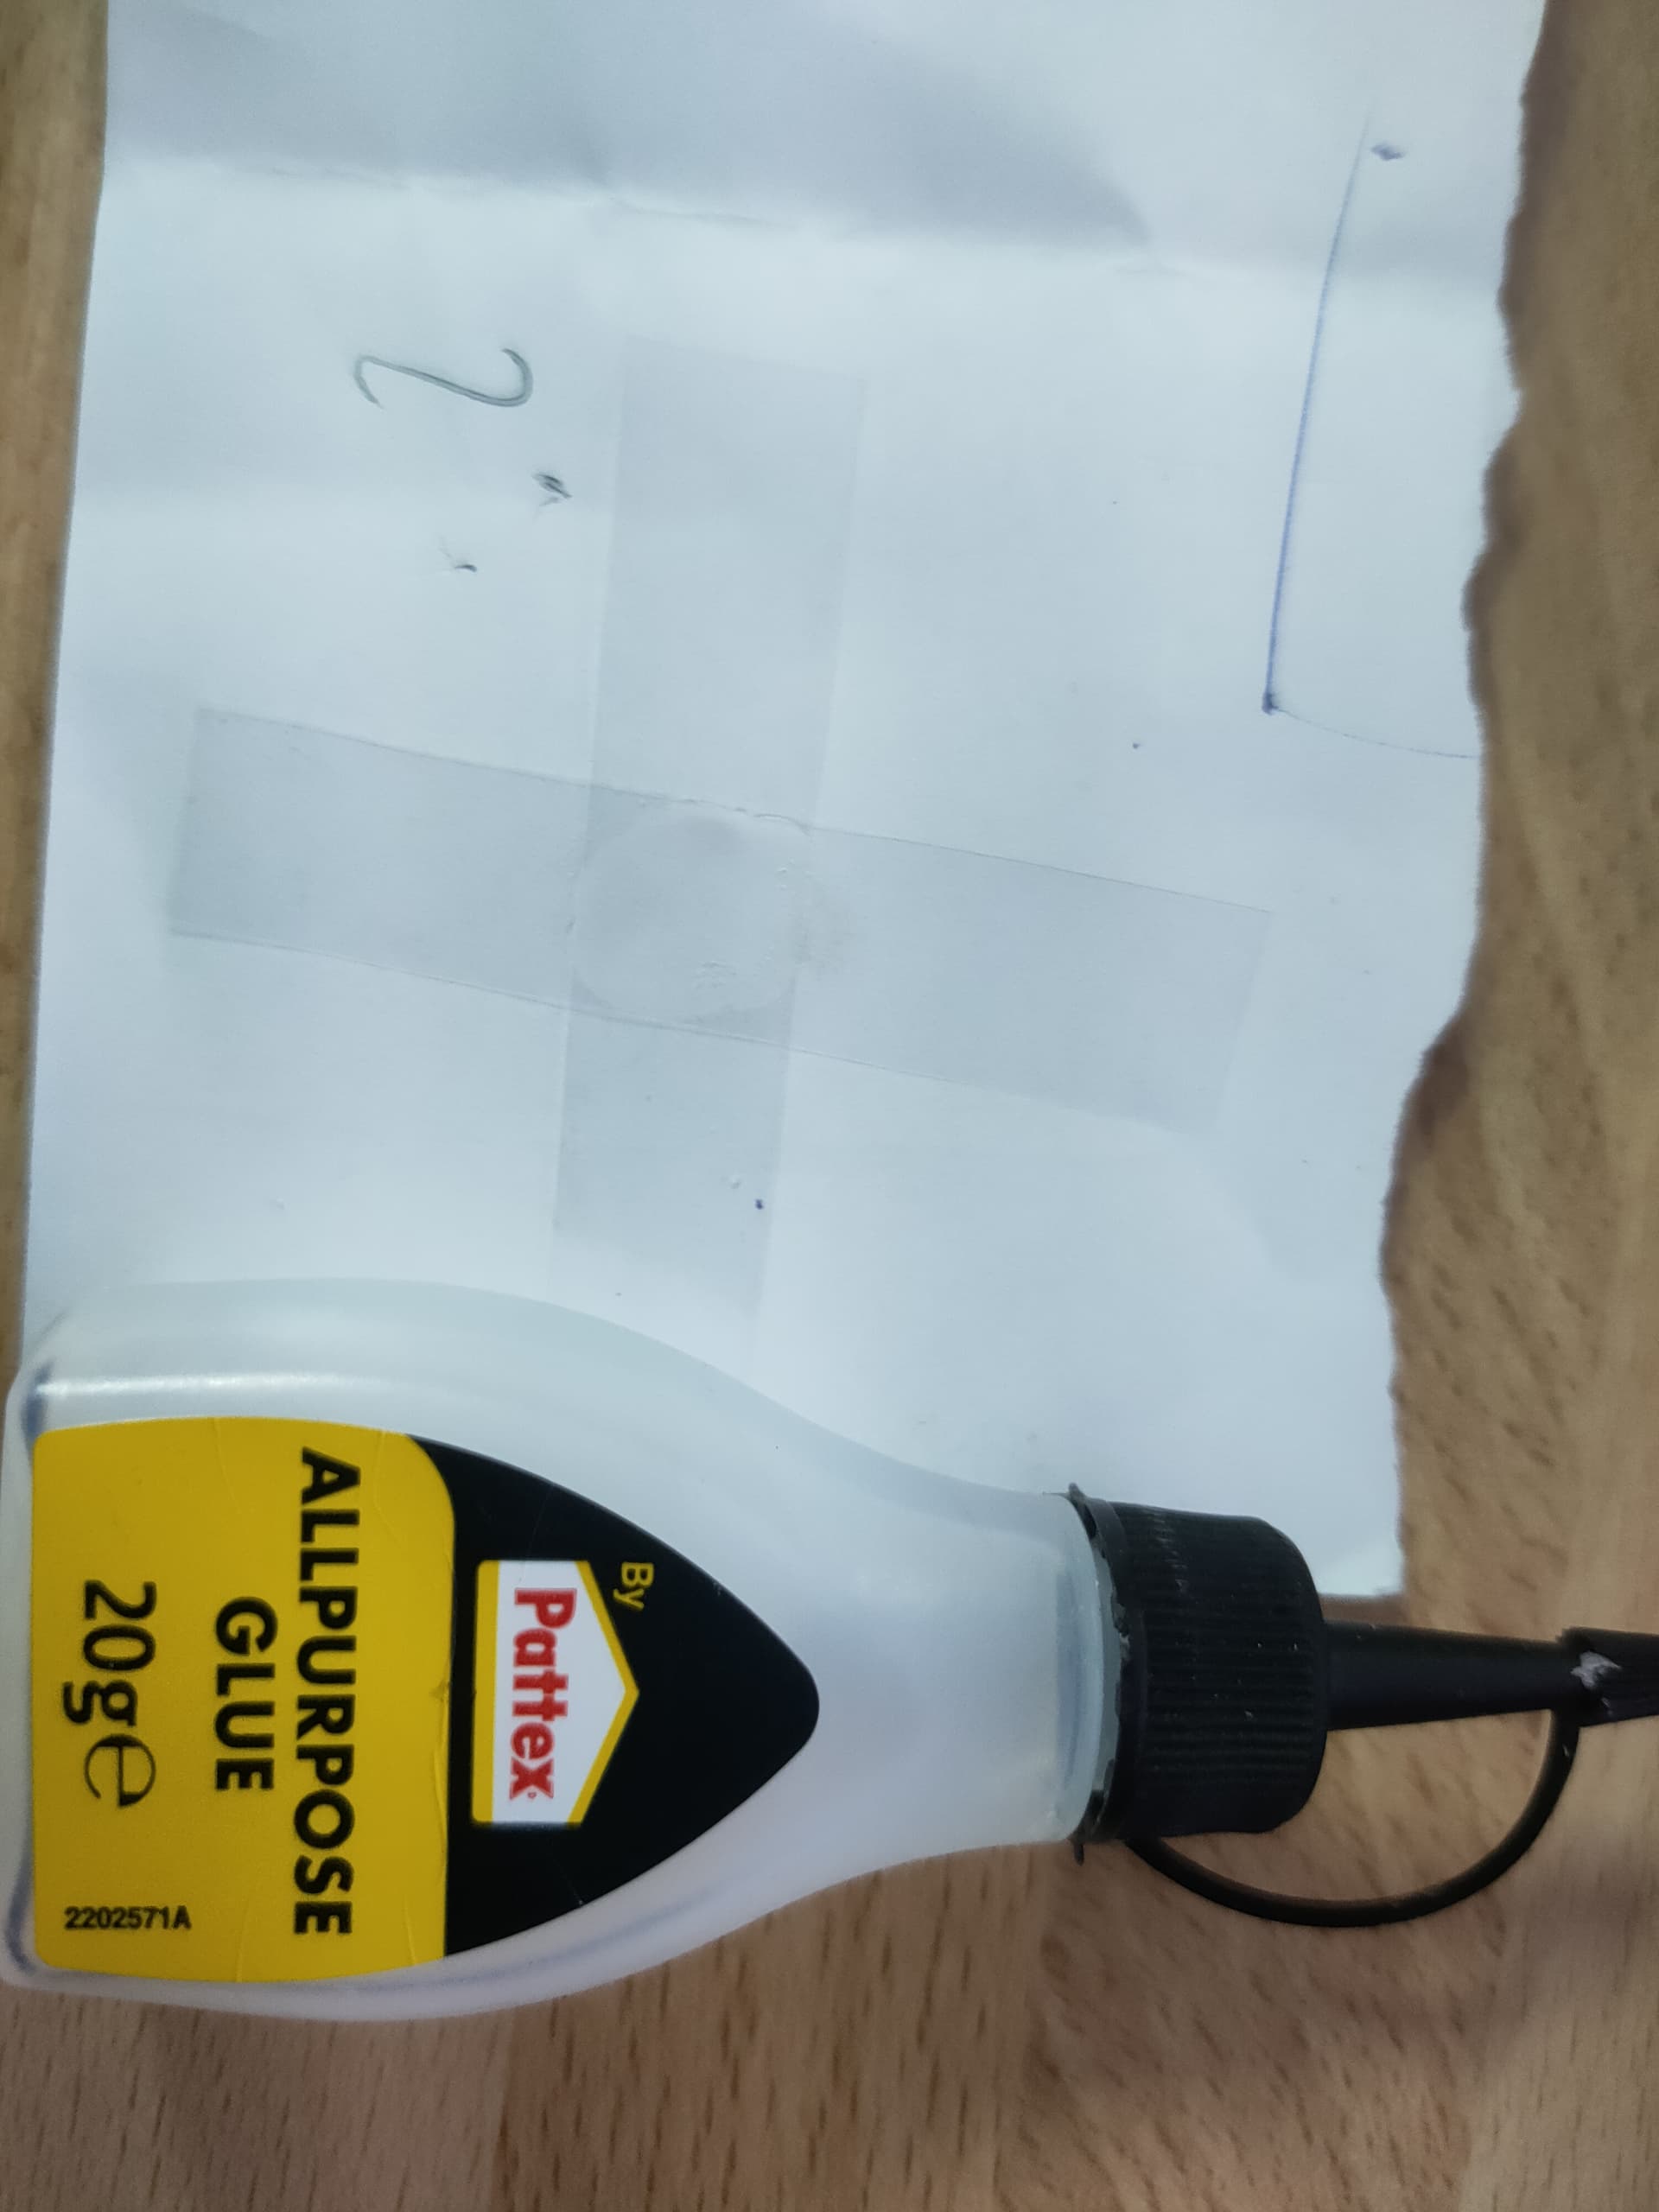 By
Pattex
ALLPURPOSE
GLUE
20g℮
2202571A